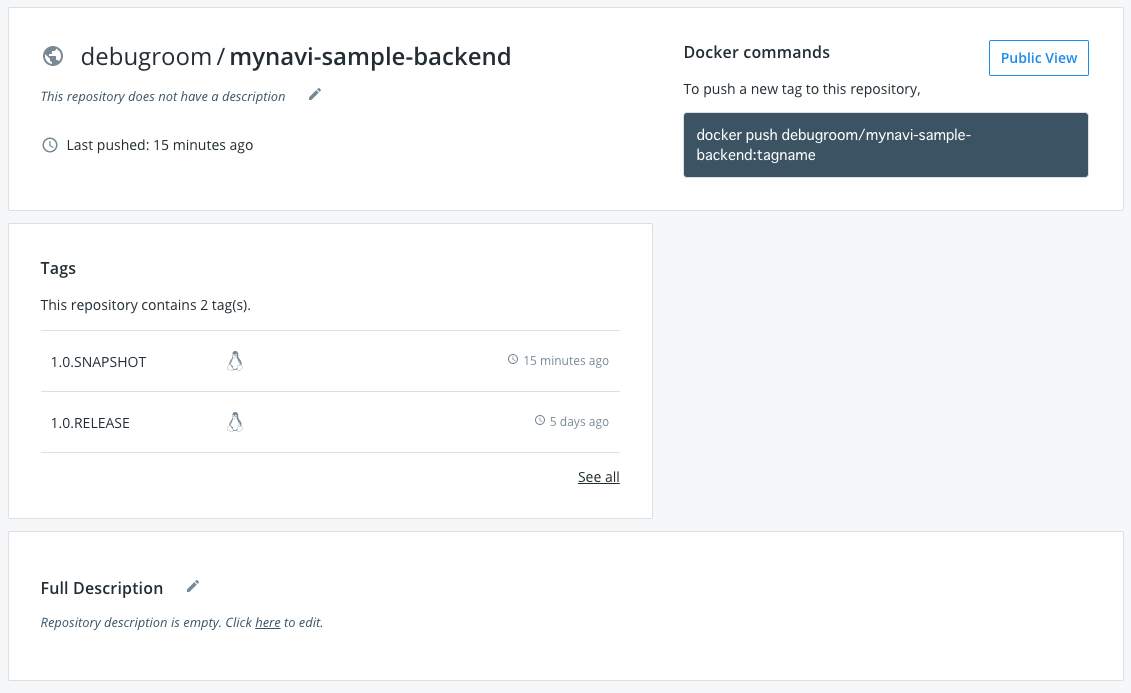 debugroom / mynavi-sample-backend
This repository does not have a description
Last pushed: 15 minutes ago
Docker commands
Public View
To push a new tag to this repository,
docker push debugroom/mynavi-sample-
backend:tagname
Tags
This repository contains 2 tag(s).
1.0.SNAPSHOT 15 minutes ago
1.0.RELEASE 5 days ago
See all
Full Description
Repository description is empty. Click here to edit.